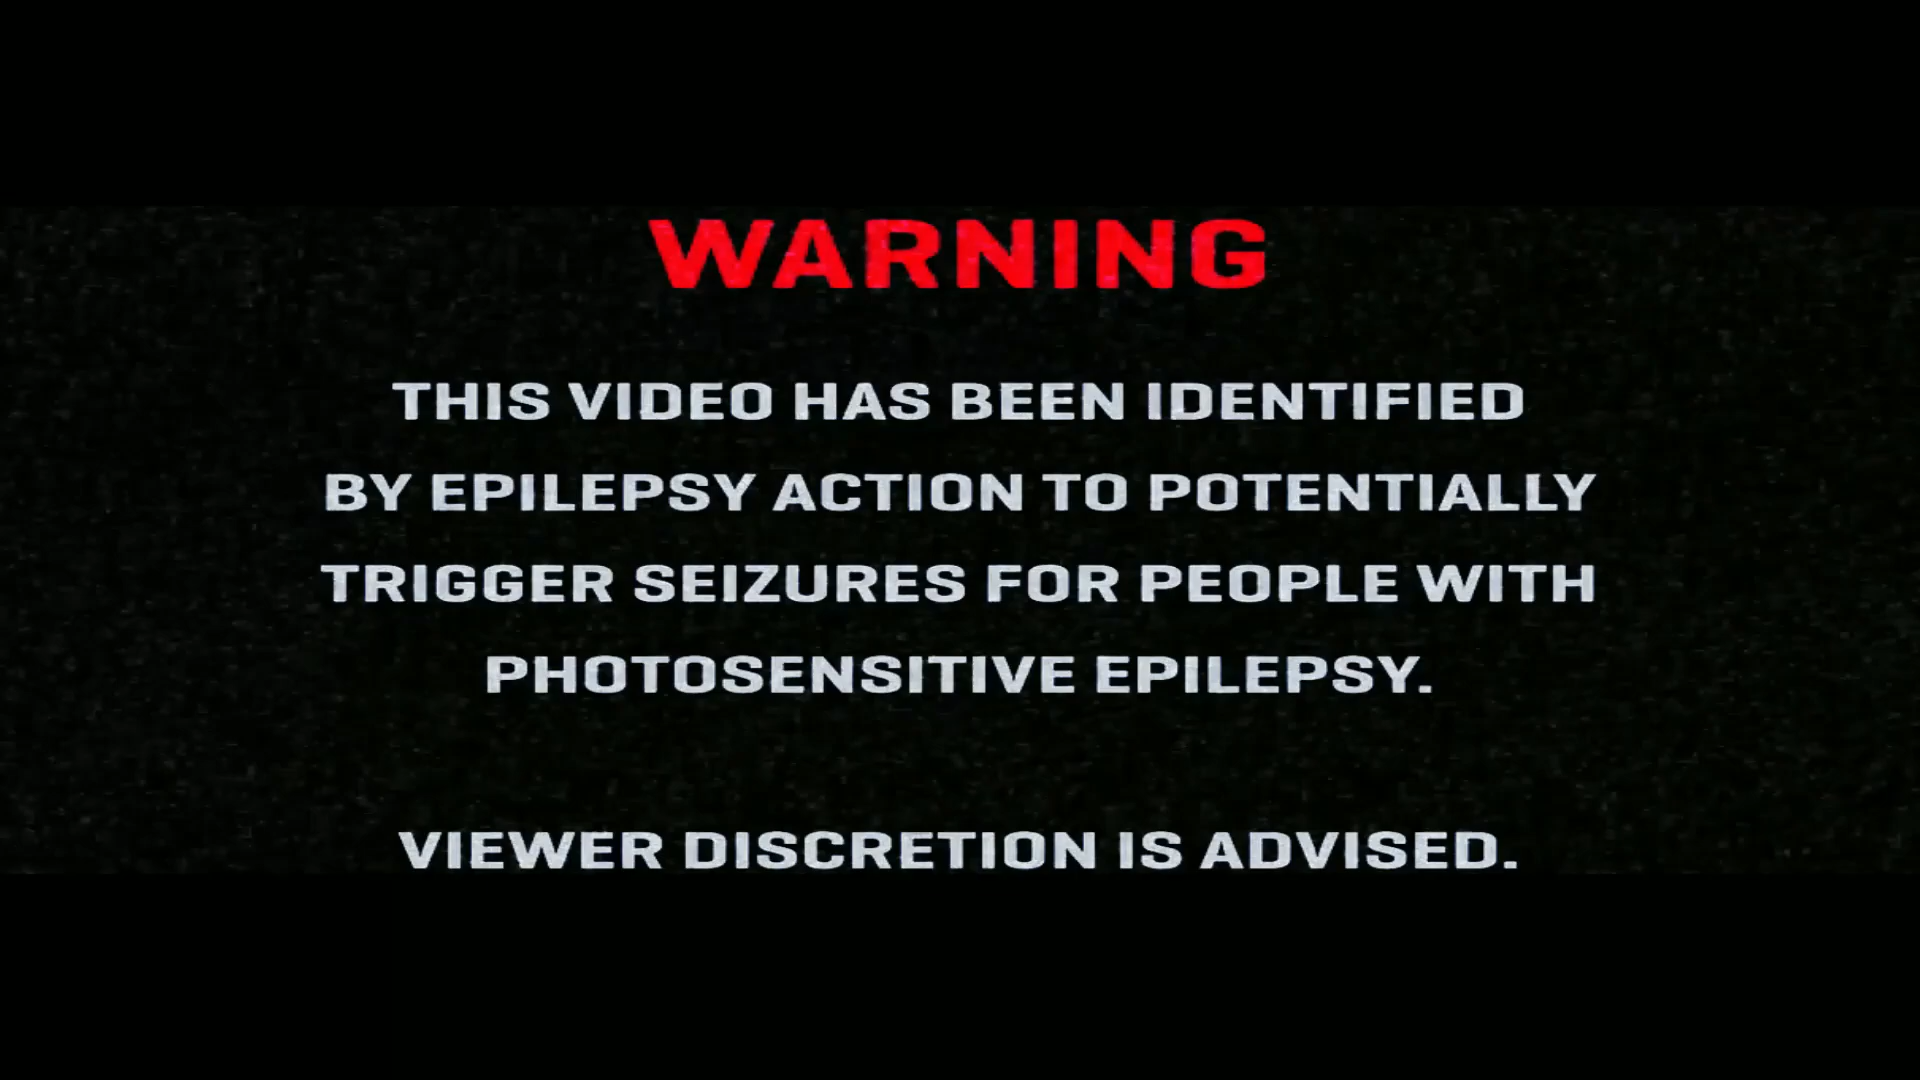 WARNING
THIS VIDEO HAS BEEN IDENTIFIED
BY EPILEPSY ACTION TO POTENTIALLY
TRIGGER SEIZURES FOR PEOPLE WITH
PHOTOSENSITIVE EPILEPSY.
VIEWER DISCRETION IS ADVISED.